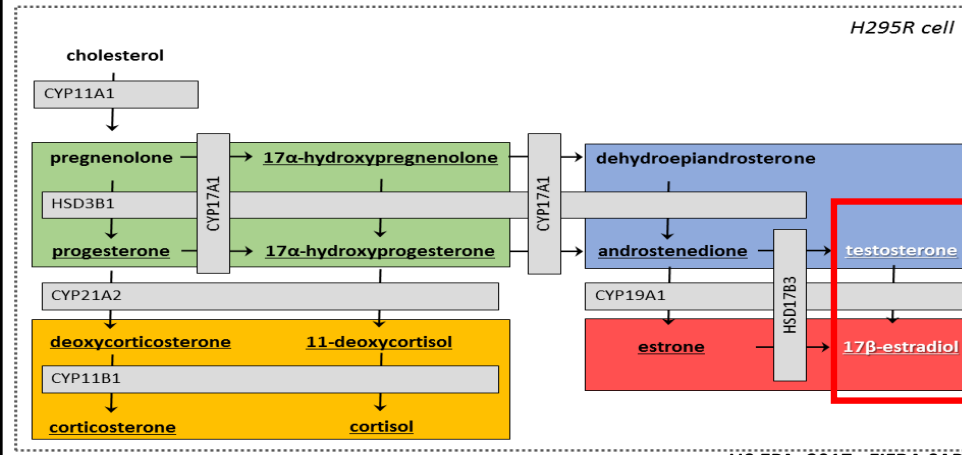 H295R cell
cholesterol
CYP11A1
pregnenolone
17α-hydroxypregnenolone
dehydroepiandrosterone
CYP17A1
CYP17A1
HSD3B1
progesterone
17α-hydroxyprogesterone
androstenedione
testosterone
HSD17B3
CYP21A2
CYP19A1
deoxycorticosterone
11-deoxycortisol
estrone
17β-estradiol
CYP11B1
corticosterone
cortisol